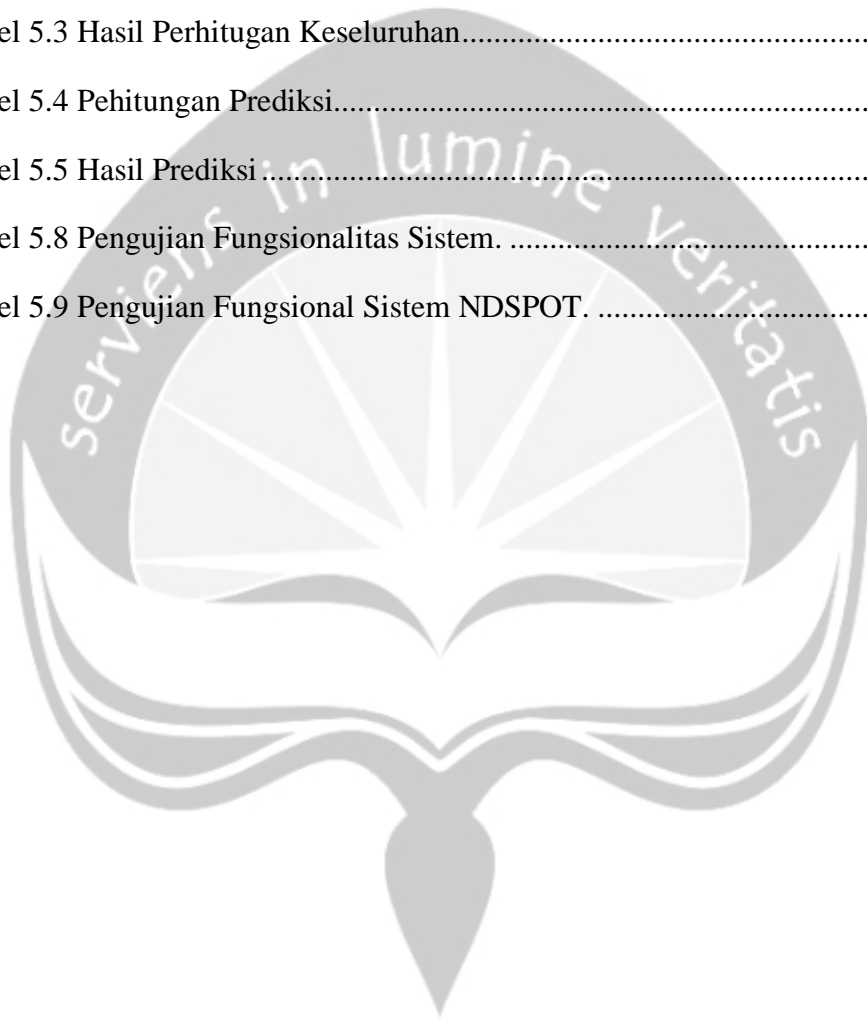 el 5.3 Hasil Perhitugan Keseluruhan..................................................
el 5.4 Pehitungan Prediksi..................................................................
el 5.5 Hasil Prediksi............................................................................
el 5.8 Pengujian Fungsionalitas Sistem. ...........................................
el 5.9 Pengujian Fungsional Sistem NDSPOT. .................................
serviens in lumine veritatis